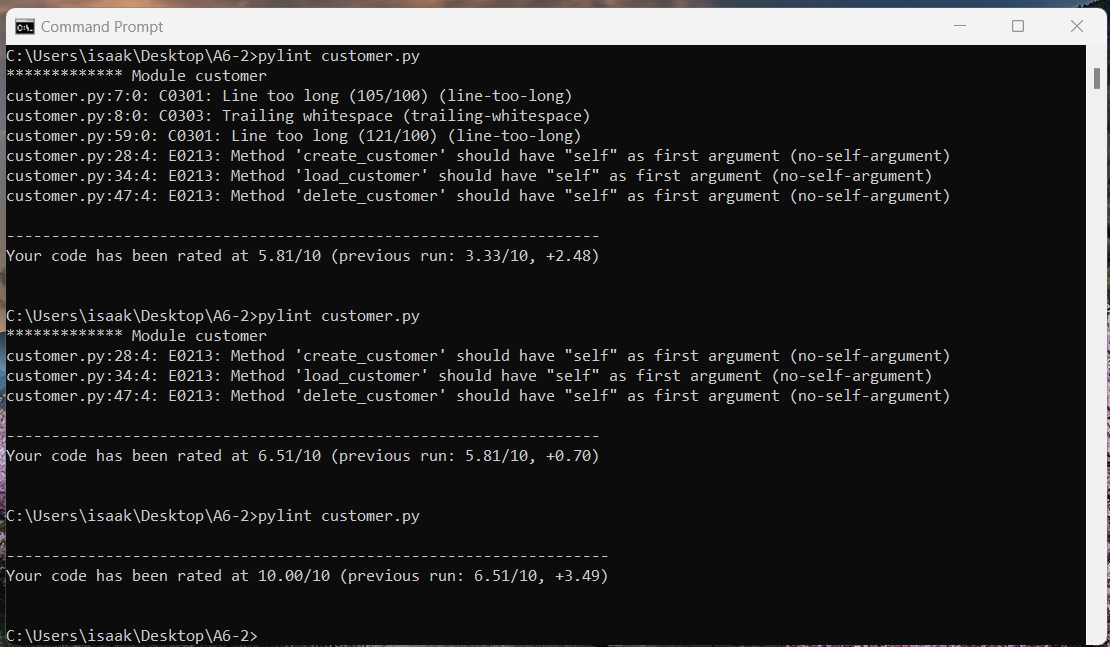 Command Prompt
C:\Users\isaak\Desktop\A6-2>pylint customer.py
************* Module customer
customer.py:7:0: C0301: Line too long (105/100) (line-too-long)
customer.py:8:0: C0303: Trailing whitespace (trailing-whitespace)
customer.py:59:0: C0301: Line too long (121/100) (line-too-long)
customer.py:28:4: E0213: Method 'create_customer' should have "self" as first argument (no-self-argument)
customer.py:34:4: E0213: Method 'load_customer' should have "self" as first argument (no-self-argument)
customer.py:47:4: E0213: Method 'delete_customer' should have "self" as first argument (no-self-argument)
------------------------------------------------------------------
Your code has been rated at 5.81/10 (previous run: 3.33/10, +2.48)
C:\Users\isaak\Desktop\A6-2>pylint customer.py
************* Module customer
customer.py:28:4: E0213: Method 'create_customer' should have "self" as first argument (no-self-argument)
customer.py:34:4: E0213: Method 'load_customer' should have "self" as first argument (no-self-argument)
customer.py:47:4: E0213: Method 'delete_customer' should have "self" as first argument (no-self-argument)
------------------------------------------------------------------
Your code has been rated at 6.51/10 (previous run: 5.81/10, +0.70)
C:\Users\isaak\Desktop\A6-2>pylint customer.py
-------------------------------------------------------------------
Your code has been rated at 10.00/10 (previous run: 6.51/10, +3.49)
C:\Users\isaak\Desktop\A6-2>